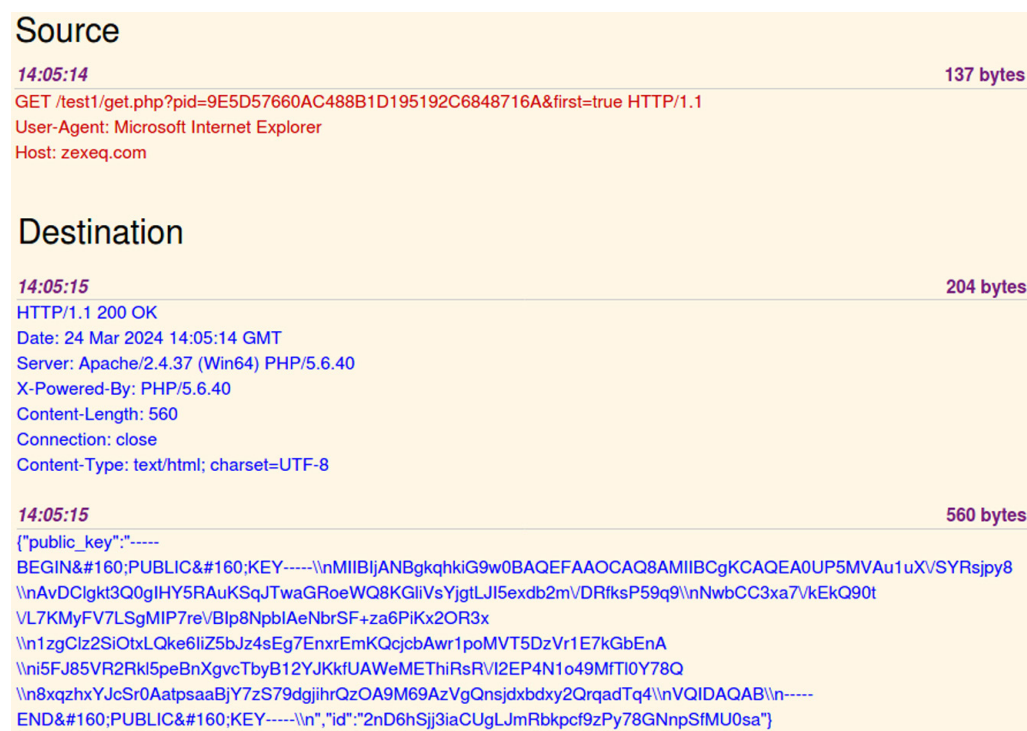 Source
14:05:14 137 bytes
GET /test1/get.php?pid=9E5D57660AC488B1D195192C6848716A&first=true HTTP/1.1
User-Agent: Microsoft Internet Explorer
Host: zexeq.com
Destination
14:05:15 204 bytes
HTTP/1.1 200 OK
Date: 24 Mar 2024 14:05:14 GMT
Server: Apache/2.4.37 (Win64) PHP/5.6.40
X-Powered-By: PHP/5.6.40
Content-Length: 560
Connection: close
Content-Type: text/html; charset=UTF-8
14:05:15 560 bytes
{"public_key":"-----
BEGIN&#160;PUBLIC&#160;KEY-----\\nMIIBIjANBgkqhkiG9w0BAQEFAAOCAQ8AMIIBCgKCAQEA0UP5MVAu1uX\/SYRsjpy8
\\nAvDClgkt3Q0gIHY5RAuKSqJTwaGRoeWQ8KGliVsYjgtLJI5exdb2m\/DRfksP59q9\\nNwbCC3xa7\/kEkQ90t
\/L7KMyFV7LSgMIP7re\/BIp8NpbIAeNbrSF+za6PiKx2OR3x
\\n1zgClz2SiOtxLQke6IiZ5bJz4sEg7EnxrEmKQcjcbAwr1poMVT5DzVr1E7kGbEnA
\\ni5FJ85VR2Rkl5peBnXgvcTbyB12YJKkfUAWeMEThiRsR\/I2EP4N1o49MfTl0Y78Q
\\n8xqzhxYJcSr0AatpsaaBjY7zS79dgjihrQzOA9M69AzVgQnsjdxbdxy2QrqadTq4\\nVQIDAQAB\\n-----
END&#160;PUBLIC&#160;KEY-----\\n","id":"2nD6hSjj3iaCUgLJmRbkpcf9zPy78GNnpSfMU0sa"}